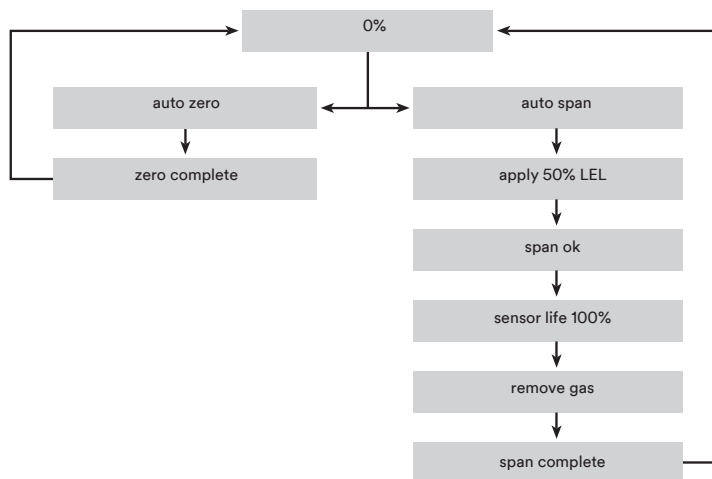 0%
auto zero
auto span
zero complete
apply 50% LEL
span ok
sensor life 100%
remove gas
span complete